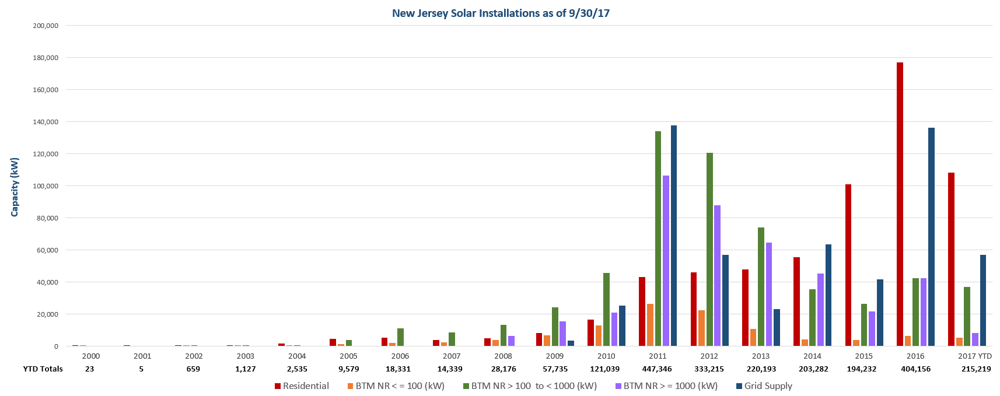 New Jersey Solar Installations as of 9/30/17
200,000
180,000
160,000
140,000
120,000
100,000
80,000
60,000
40,000
20,000
0
Capacity (kW)
2000 2001 2002 2003 2004 2005 2006 2007 2008 2009 2010 2011 2012 2013 2014 2015 2016 2017 YTD
YTD Totals 23 5 659 1,127 2,535 9,579 18,331 14,339 28,176 57,735 121,039 447,346 333,215 220,193 203,282 194,232 404,156 215,219
Residential BTM NR < = 100 (kW) BTM NR > 100 to < 1000 (kW) BTM NR > = 1000 (kW) Grid Supply